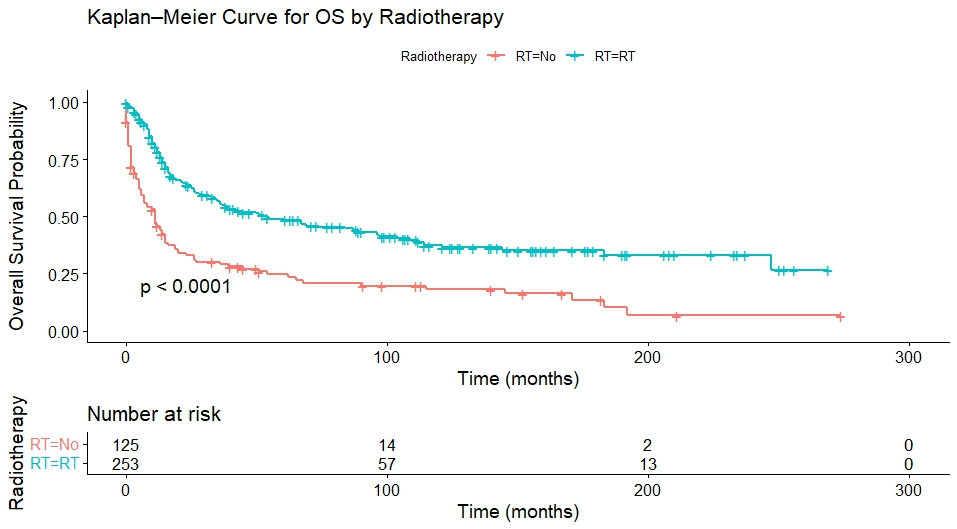 Kaplan–Meier Curve for OS by Radiotherapy
Radiotherapy RT=No RT=RT
Overall Survival Probability
1.00
0.75
0.50
0.25
0.00
p < 0.0001
0 100 200 300
Time (months)
Number at risk
Radiotherapy
RT=No 125 14 2 0
RT=RT 253 57 13 0
0 100 200 300
Time (months)